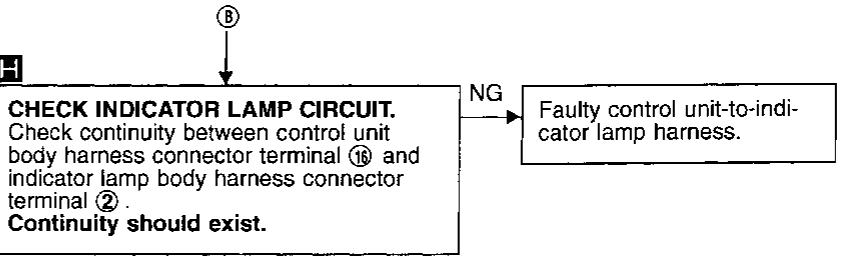 Ⓑ
H
CHECK INDICATOR LAMP CIRCUIT.
Check continuity between control unit
body harness connector terminal ⑯ and
indicator lamp body harness connector
terminal ② .
Continuity should exist.
NG
Faulty control unit-to-indi-
cator lamp harness.